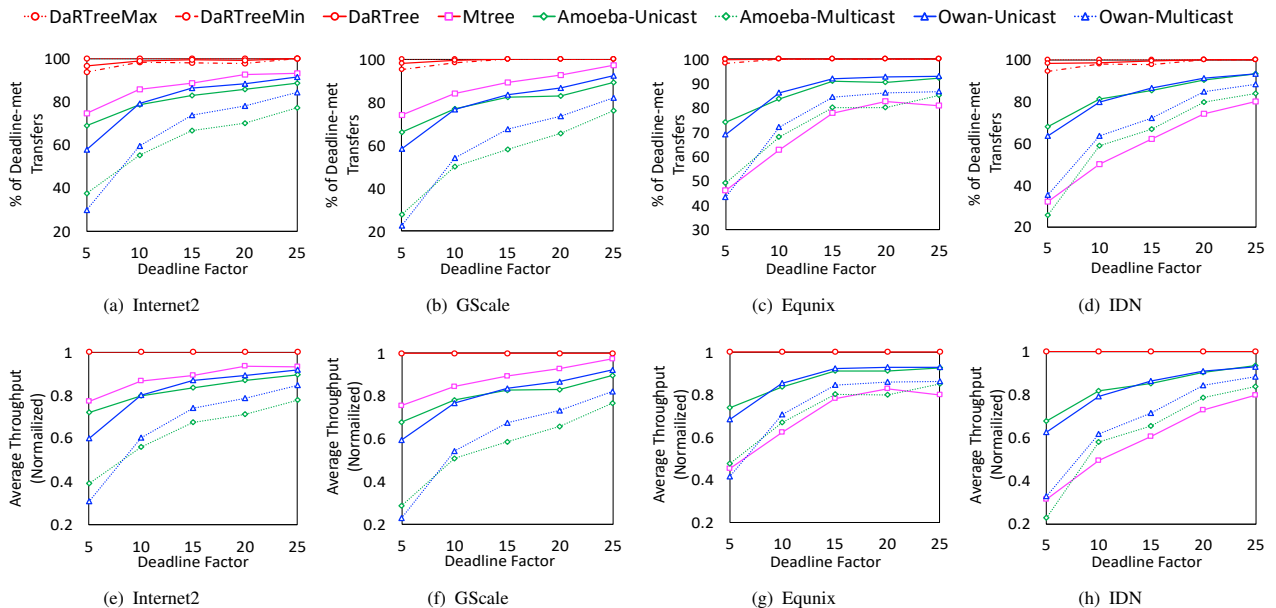 DaRTreeMax DaRTreeMin DaRTree Mtree Amoeba-Unicast Amoeba-Multicast Owan-Unicast Owan-Multicast
% of Deadline-met Transfers
100
80
60
40
20
5 10 15 20 25
Deadline Factor
(a) Internet2
% of Deadline-met Transfers
100
80
60
40
20
5 10 15 20 25
Deadline Factor
(b) GScale
% of Deadline-met Transfers
100
90
80
70
60
50
40
30
5 10 15 20 25
Deadline Factor
(c) Equnix
% of Deadline-met Transfers
100
80
60
40
20
5 10 15 20 25
Deadline Factor
(d) IDN
Average Throughput (Normailized)
1
0.8
0.6
0.4
0.2
5 10 15 20 25
Deadline Factor
(e) Internet2
Average Throughput (Normailized)
1
0.8
0.6
0.4
0.2
5 10 15 20 25
Deadline Factor
(f) GScale
Average Throughput (Normailized)
1
0.8
0.6
0.4
0.2
5 10 15 20 25
Deadline Factor
(g) Equnix
Average Throughput (Normailized)
1
0.8
0.6
0.4
0.2
5 10 15 20 25
Deadline Factor
(h) IDN